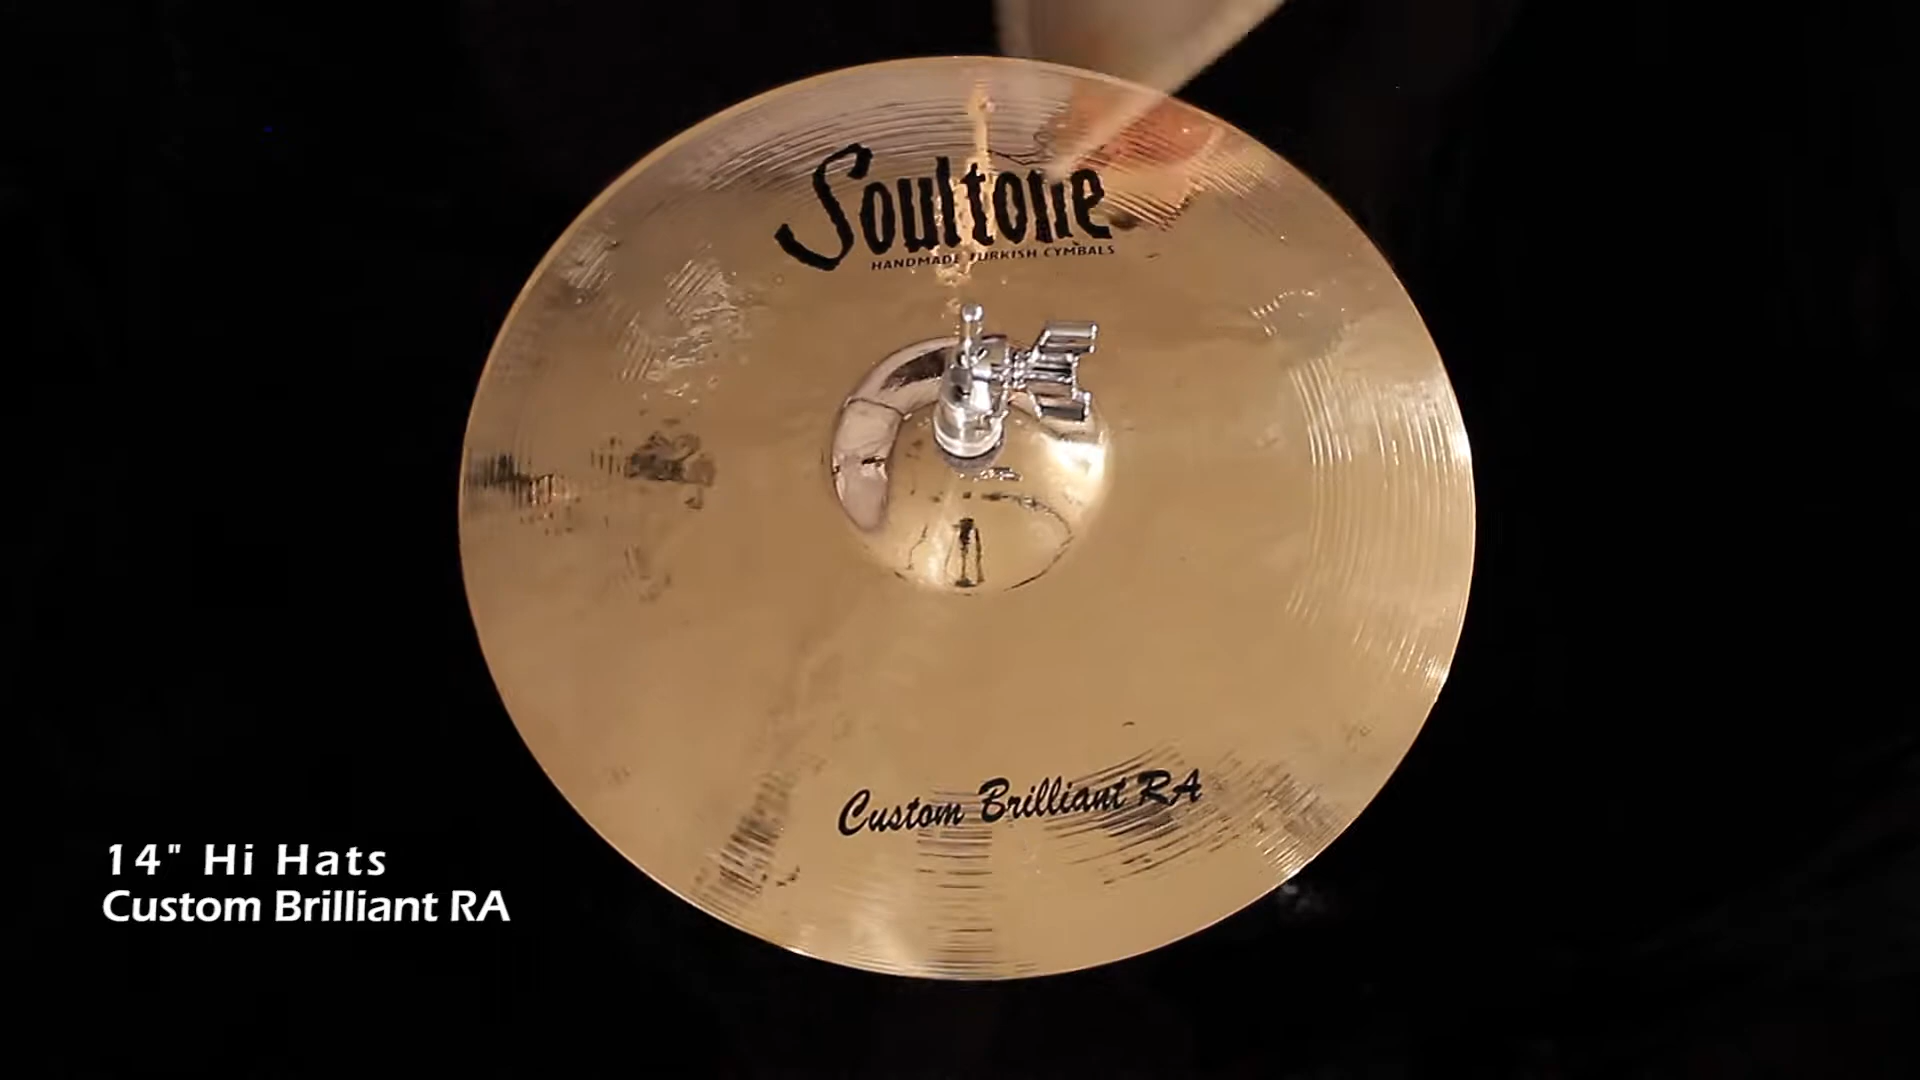 Soultone
HANDMADE TURKISH CYMBALS
Custom Brilliant RA
14" Hi Hats
Custom Brilliant RA